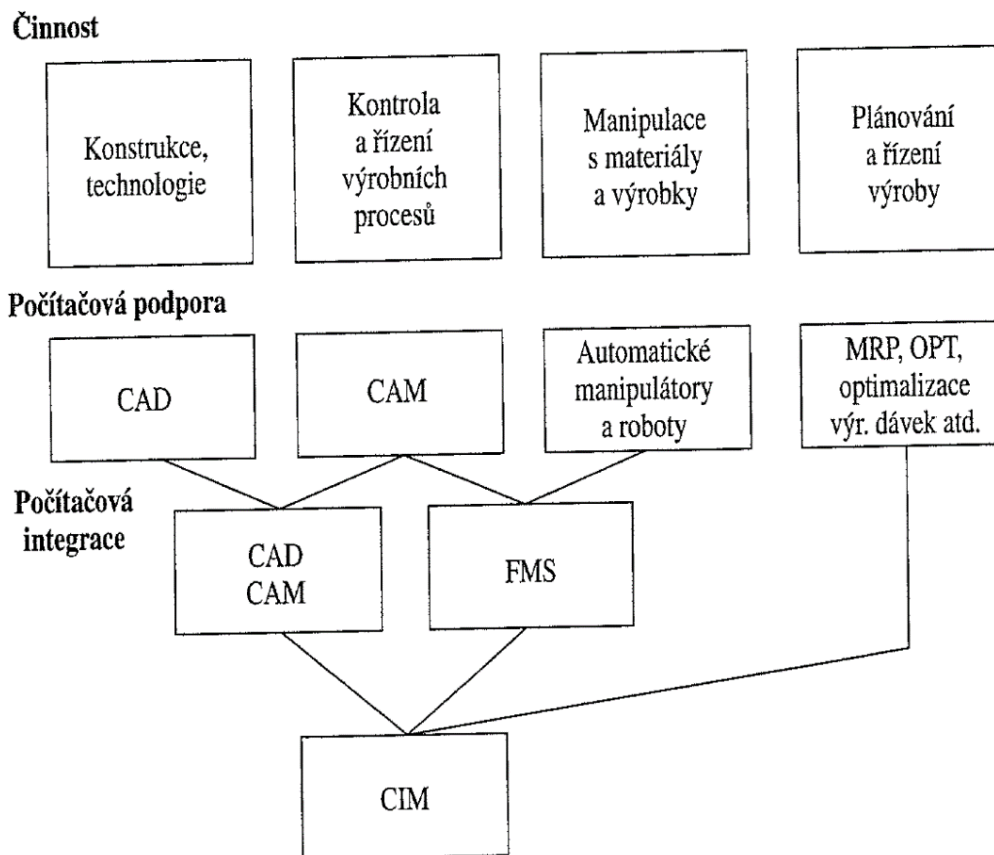 Činnost
Konstrukce,
technologie
Kontrola
a řízení
výrobních
procesů
Manipulace
s materiály
a výrobky
Plánování
a řízení
výroby
Počítačová podpora
CAD
CAM
Automatické
manipulátory
a roboty
MRP, OPT,
optimalizace
výr. dávek atd.
Počítačová
integrace
CAD
CAM
FMS
CIM